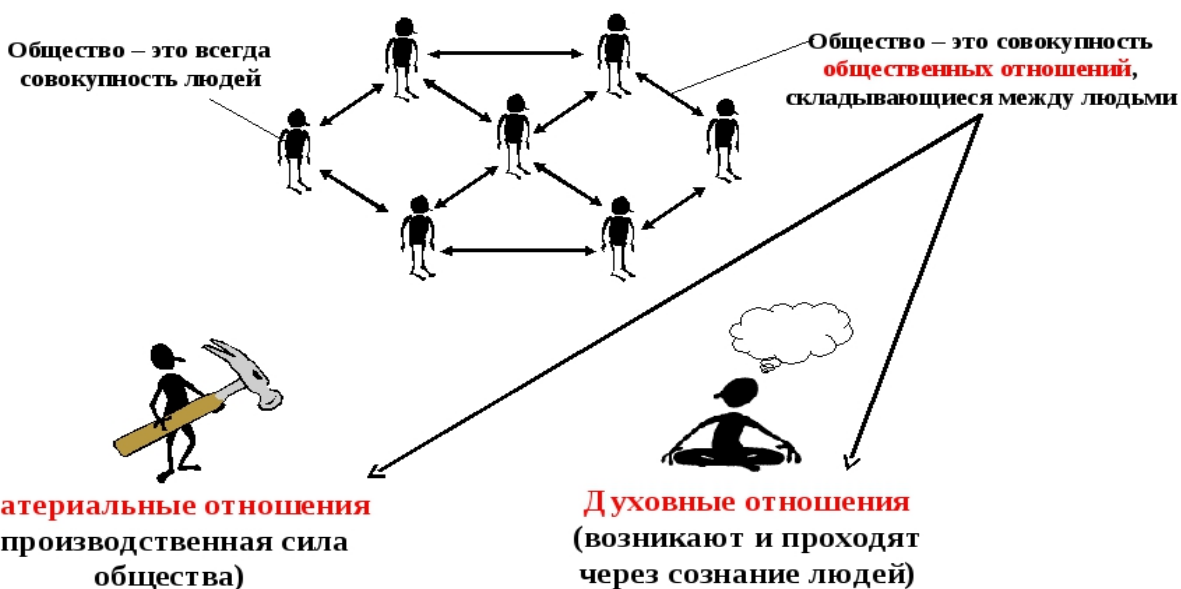 Общество – это всегда
совокупность людей
Общество – это совокупность
общественных отношений,
складывающиеся между людьми
атериальные отношения
производственная сила
общества)
Духовные отношения
(возникают и проходят
через сознание людей)